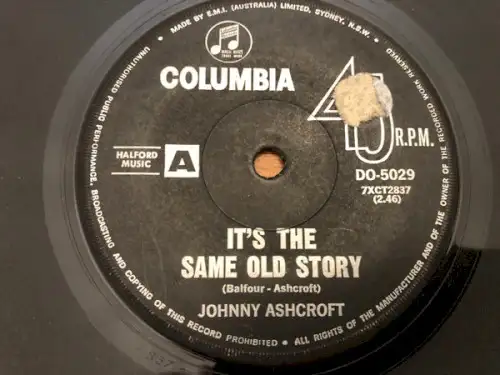 MADE BY E.M.I. (AUSTRALIA) LIMITED, SYDNEY, N.S.W.
UNAUTHORISED PUBLIC PERFORMANCE, BROADCASTING AND COPYING OF THIS RECORD PROHIBITED • ALL RIGHTS OF THE MANUFACTURER AND OF THE OWNER OF THE RECORDED WORK RESERVED
COLUMBIA
45 R.P.M.
HALFORD
MUSIC
A
DO-5029
7XCT2837
(2.46)
IT'S THE
SAME OLD STORY
(Balfour - Ashcroft)
JOHNNY ASHCROFT